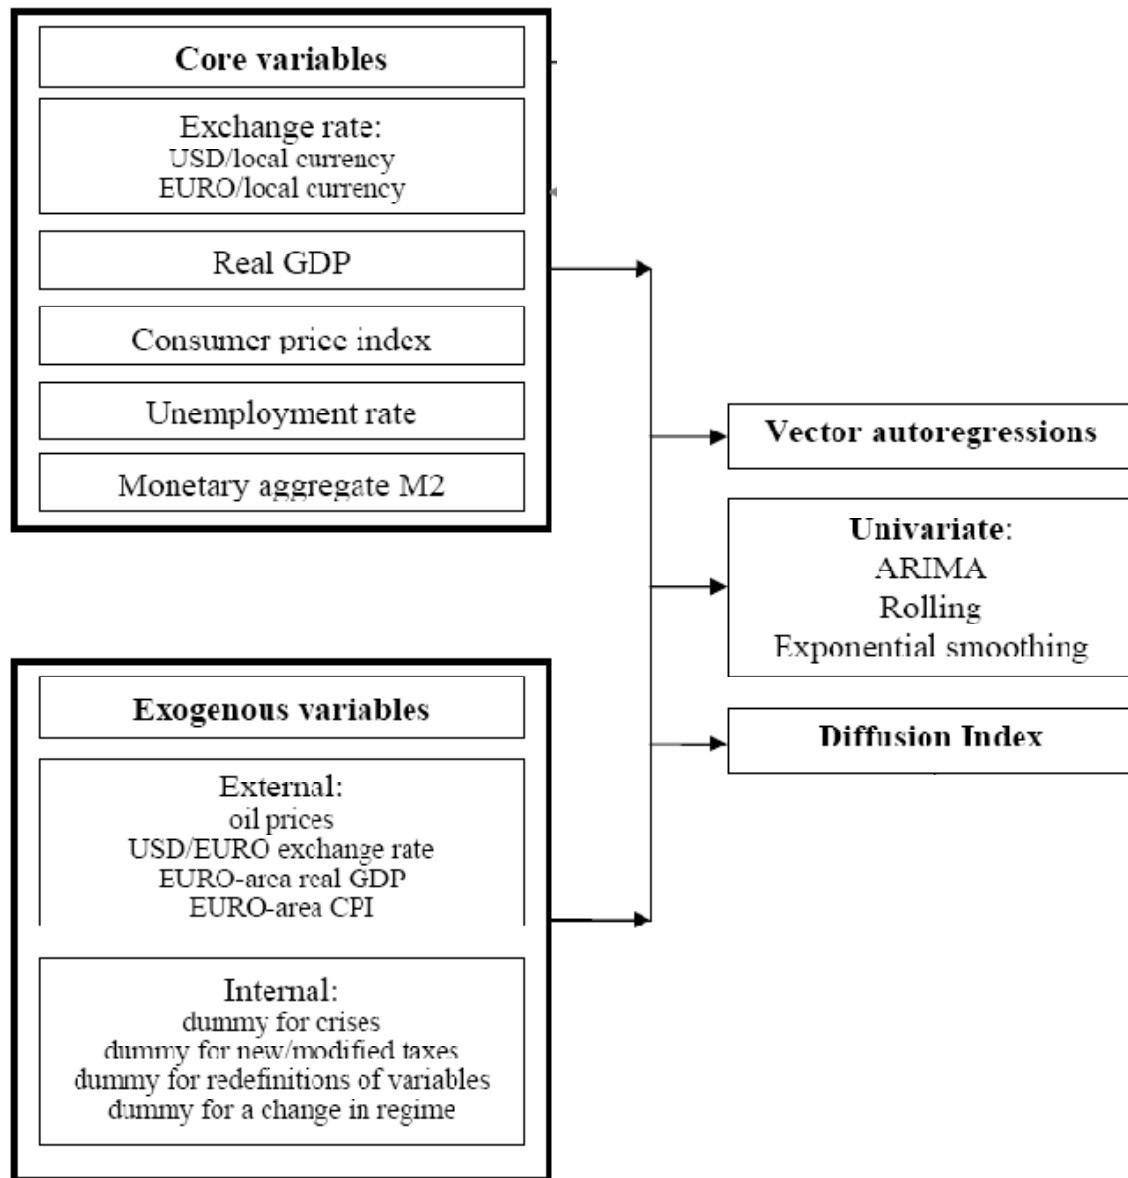 Core variables
Exchange rate:
USD/local currency
EURO/local currency
Real GDP
Consumer price index
Unemployment rate
Monetary aggregate M2
Vector autoregressions
Univariate:
ARIMA
Rolling
Exponential smoothing
Diffusion Index
Exogenous variables
External:
oil prices
USD/EURO exchange rate
EURO-area real GDP
EURO-area CPI
Internal:
dummy for crises
dummy for new/modified taxes
dummy for redefinitions of variables
dummy for a change in regime